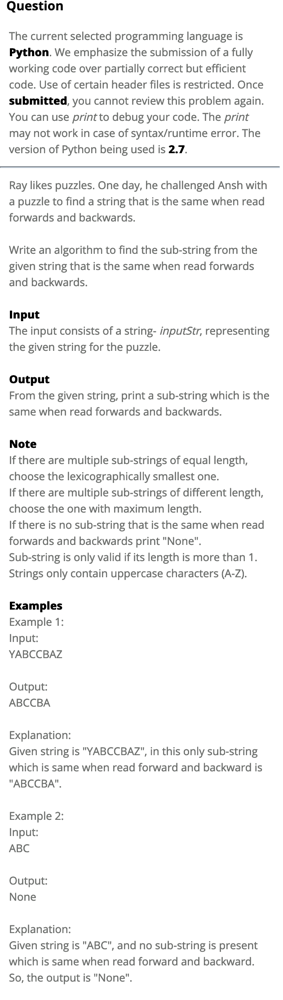 Question
The current selected programming language is
Python. We emphasize the submission of a fully
working code over partially correct but efficient
code. Use of certain header files is restricted. Once
submitted, you cannot review this problem again.
You can use print to debug your code. The print
may not work in case of syntax/runtime error. The
version of Python being used is 2.7.
Ray likes puzzles. One day, he challenged Ansh with
a puzzle to find a string that is the same when read
forwards and backwards.
Write an algorithm to find the sub-string from the
given string that is the same when read forwards
and backwards.
Input
The input consists of a string- inputStr, representing
the given string for the puzzle.
Output
From the given string, print a sub-string which is the
same when read forwards and backwards.
Note
If there are multiple sub-strings of equal length,
choose the lexicographically smallest one.
If there are multiple sub-strings of different length,
choose the one with maximum length.
If there is no sub-string that is the same when read
forwards and backwards print "None".
Sub-string is only valid if its length is more than 1.
Strings only contain uppercase characters (A-Z).
Examples
Example 1:
Input:
YABCCBAZ
Output:
ABCCBA
Explanation:
Given string is "YABCCBAZ", in this only sub-string
which is same when read forward and backward is
"ABCCBA".
Example 2:
Input:
ABC
Output:
None
Explanation:
Given string is "ABC", and no sub-string is present
which is same when read forward and backward.
So, the output is "None".